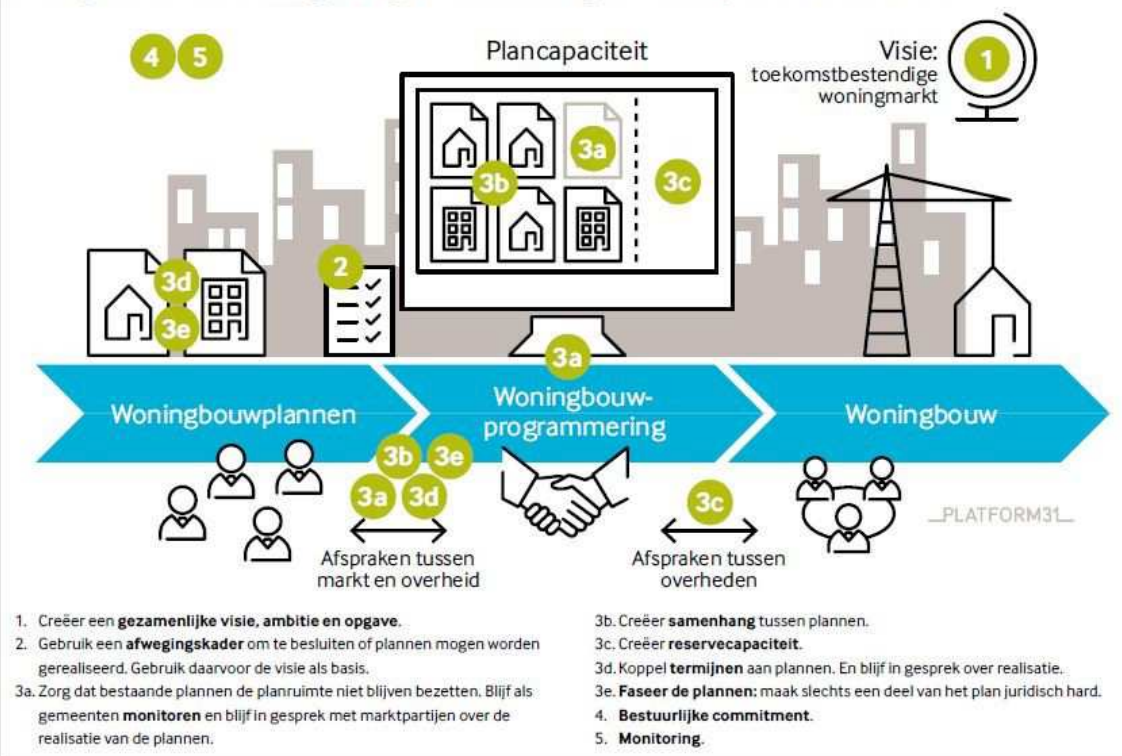 4
5
Plancapaciteit
Visie:
toekomstbestendige
woningmarkt
1
3a
3b
3c
2
3d
3e
3a
Woningbouwplannen
Woningbouw-
programmering
Woningbouw
3b
3e
3a
3d
3c
PLATFORM31
Afspraken tussen
markt en overheid
Afspraken tussen
overheden
1. Creëer een gezamenlijke visie, ambitie en opgave.
2. Gebruik een afwegingskader om te besluiten of plannen mogen worden
gerealiseerd. Gebruik daarvoor de visie als basis.
3a. Zorg dat bestaande plannen de planruimte niet blijven bezetten. Blijf als
gemeenten monitoren en blijf in gesprek met marktpartijen over de
realisatie van de plannen.
3b. Creëer samenhang tussen plannen.
3c. Creëer reservecapaciteit.
3d. Koppel termijnen aan plannen. En blijf in gesprek over realisatie.
3e. Faseer de plannen: maak slechts een deel van het plan juridisch hard.
4. Bestuurlijke commitment.
5. Monitoring.